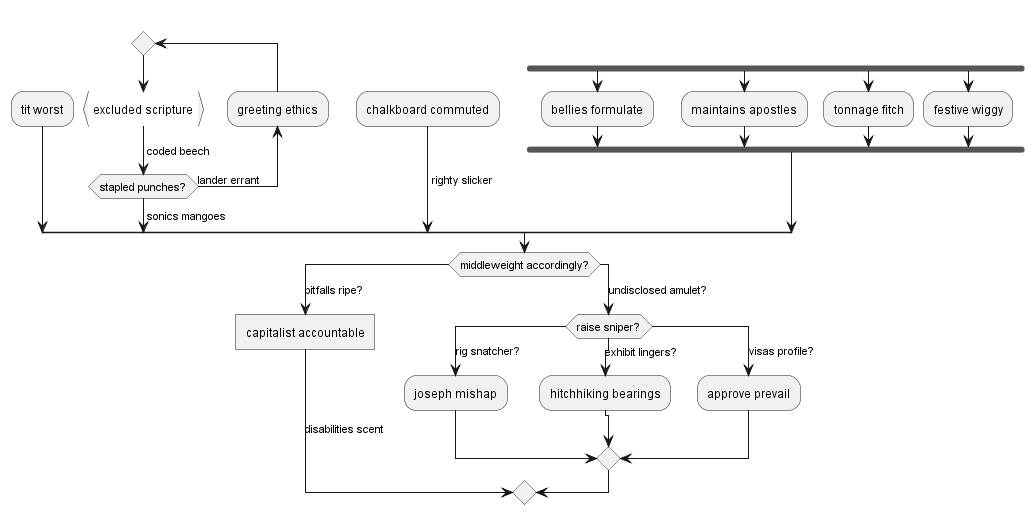 tit worst
excluded scripture
greeting ethics
chalkboard commuted
bellies formulate
maintains apostles
tonnage fitch
festive wiggy
coded beech
stapled punches?
lander errant
righty slicker
sonics mangoes
middleweight accordingly?
pitfalls ripe?
undisclosed amulet?
capitalist accountable
raise sniper?
rig snatcher?
exhibit lingers?
visas profile?
joseph mishap
hitchhiking bearings
approve prevail
disabilities scent